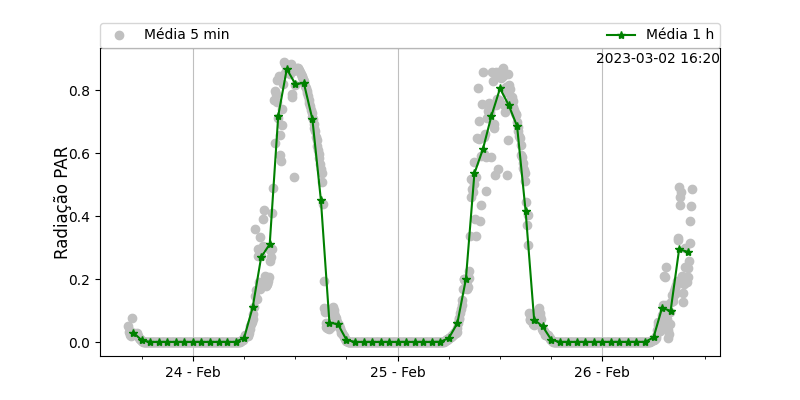 Média 5 min
Média 1 h
2023-03-02 16:20
Radiação PAR
0.8
0.6
0.4
0.2
0.0
24 - Feb
25 - Feb
26 - Feb